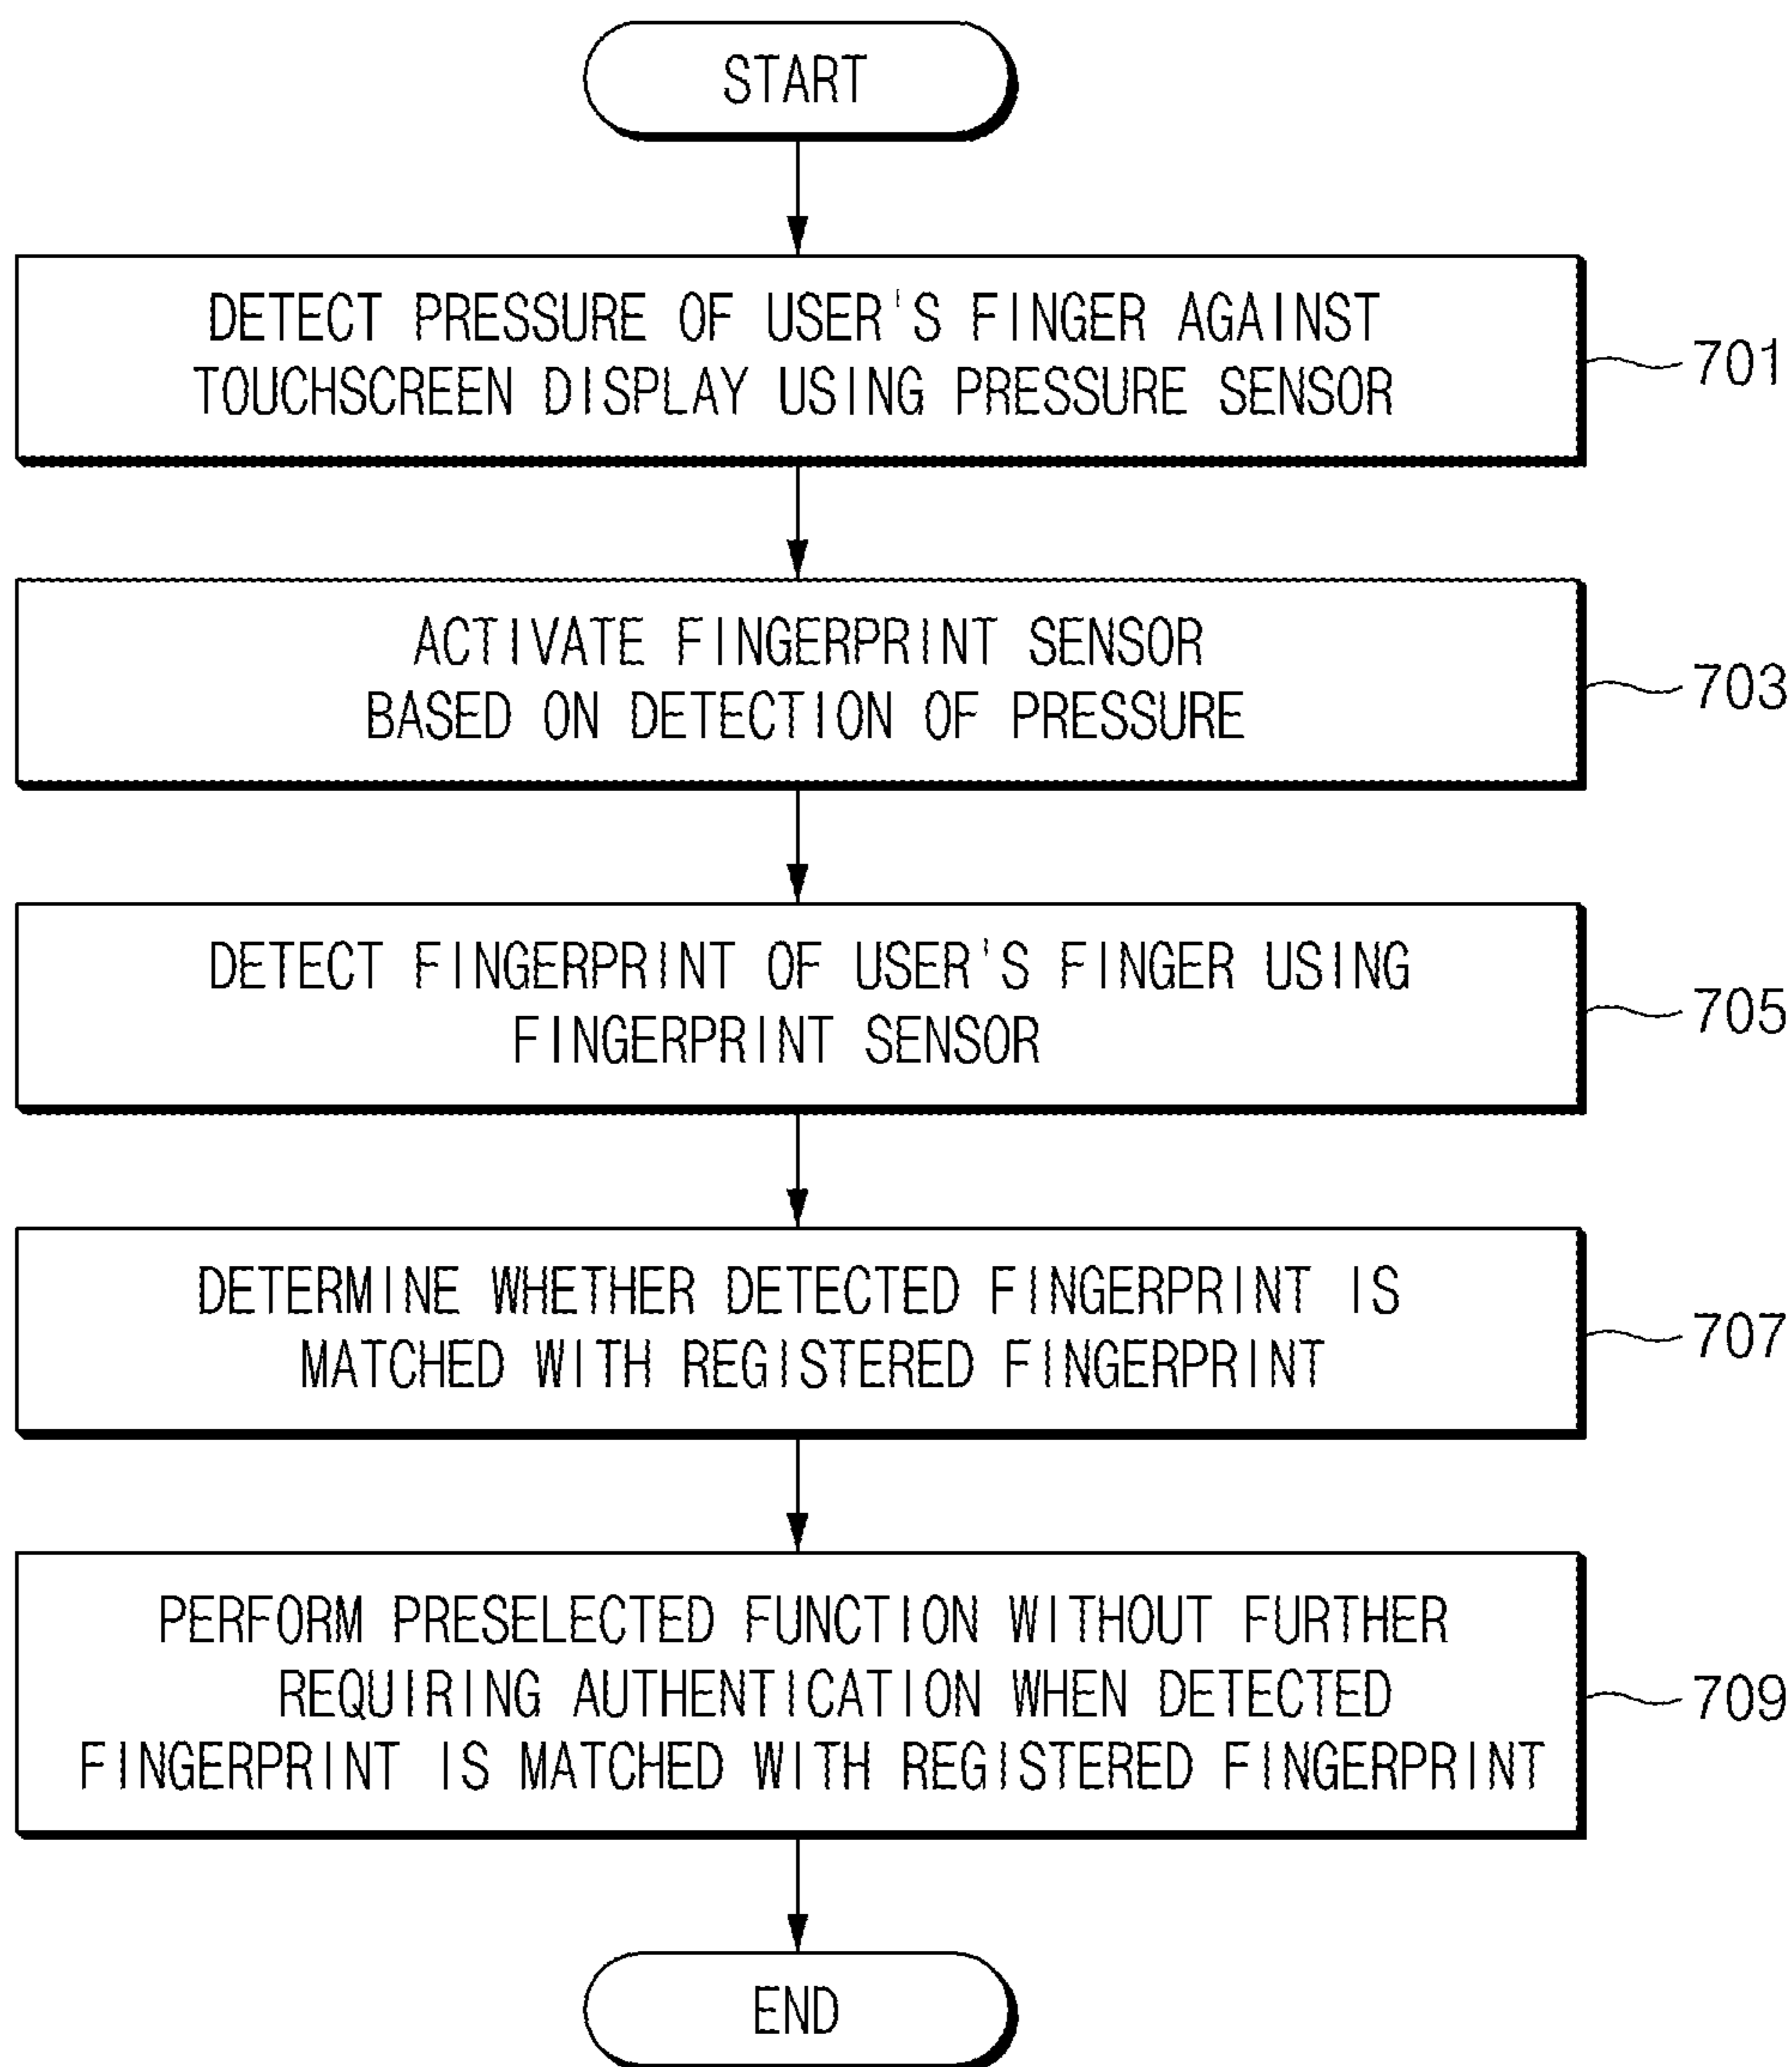 START
DETECT PRESSURE OF USER'S FINGER AGAINST
TOUCHSCREEN DISPLAY USING PRESSURE SENSOR
701
ACTIVATE FINGERPRINT SENSOR
BASED ON DETECTION OF PRESSURE
703
DETECT FINGERPRINT OF USER'S FINGER USING
FINGERPRINT SENSOR
705
DETERMINE WHETHER DETECTED FINGERPRINT IS
MATCHED WITH REGISTERED FINGERPRINT
707
PERFORM PRESELECTED FUNCTION WITHOUT FURTHER
REQUIRING AUTHENTICATION WHEN DETECTED
FINGERPRINT IS MATCHED WITH REGISTERED FINGERPRINT
709
END